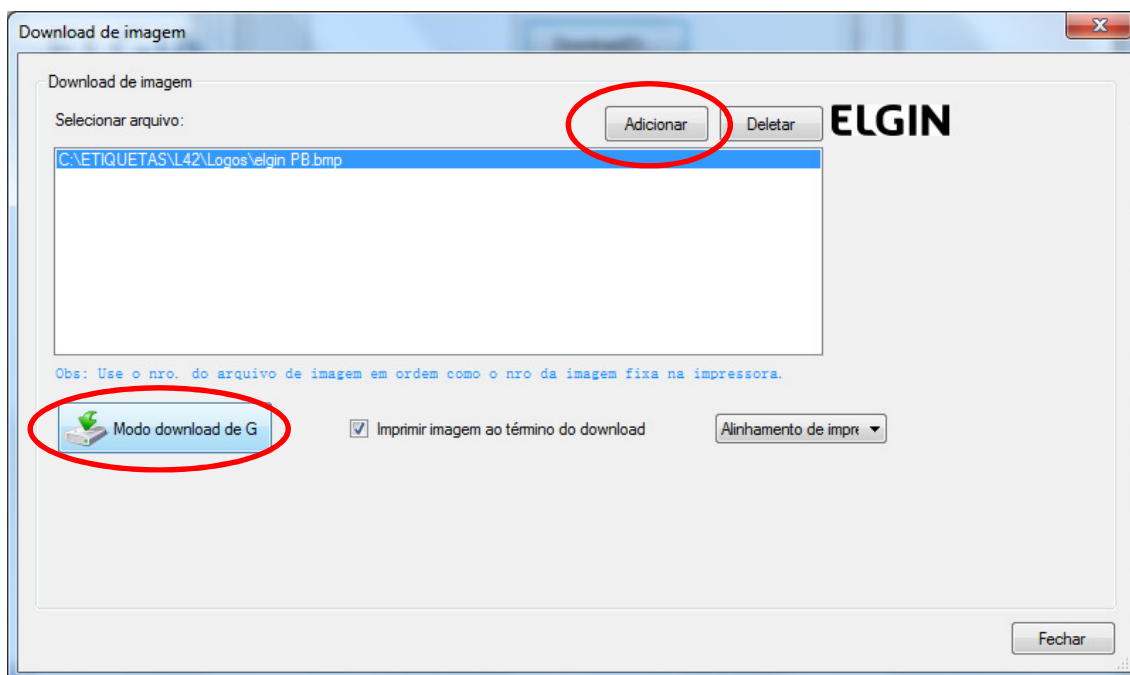 Download de imagem
Download de imagem
Selecionar arquivo:
Adicionar
Deletar
ELGIN
C:\ETIQUETAS\L42\Logos\elgin PB.bmp
Obs: Use o nro. do arquivo de imagem em ordem como o nro da imagem fixa na impressora.
Modo download de G
Imprimir imagem ao término do download
Alinhamento de impre
Fechar